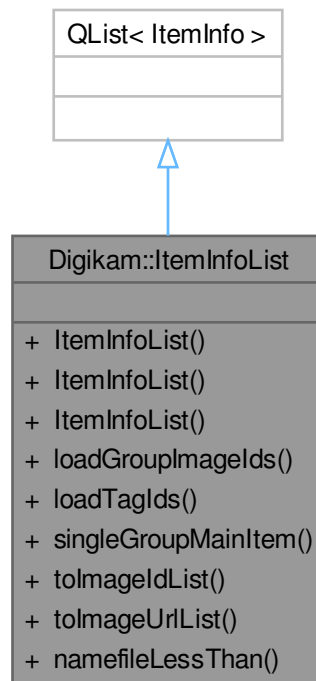 QList< ItemInfo >
Digikam::ItemInfoList
+ ItemInfoList()
+ ItemInfoList()
+ ItemInfoList()
+ loadGroupImageIds()
+ loadTagIds()
+ singleGroupMainItem()
+ toImageIdList()
+ toImageUrlList()
+ namefileLessThan()